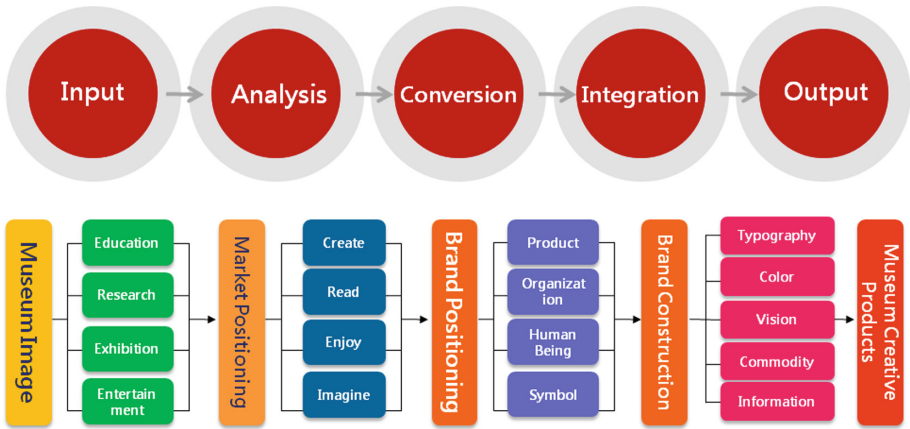 Input
Analysis
Conversion
Integration
Output
Museum Image
Education
Research
Exhibition
Entertain
ment
Market Positioning
Create
Read
Enjoy
Imagine
Brand Positioning
Product
Organizat
ion
Human
Being
Symbol
Brand Construction
Typography
Color
Vision
Commodity
Information
Museum Creative
Products